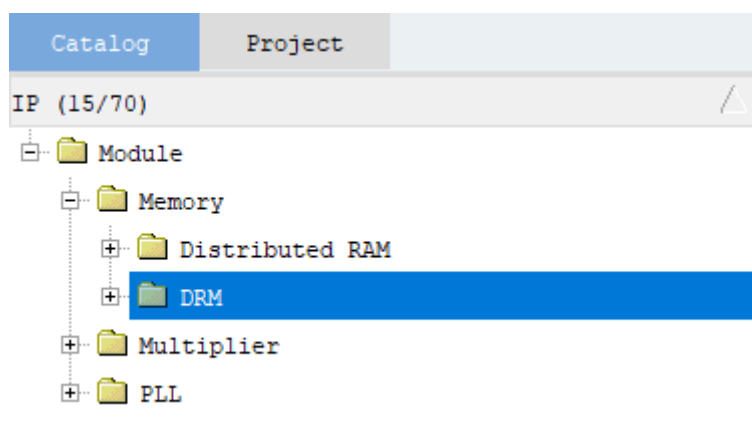 Catalog Project
IP (15/70)
Module
Memory
Distributed RAM
DRM
Multiplier
PLL